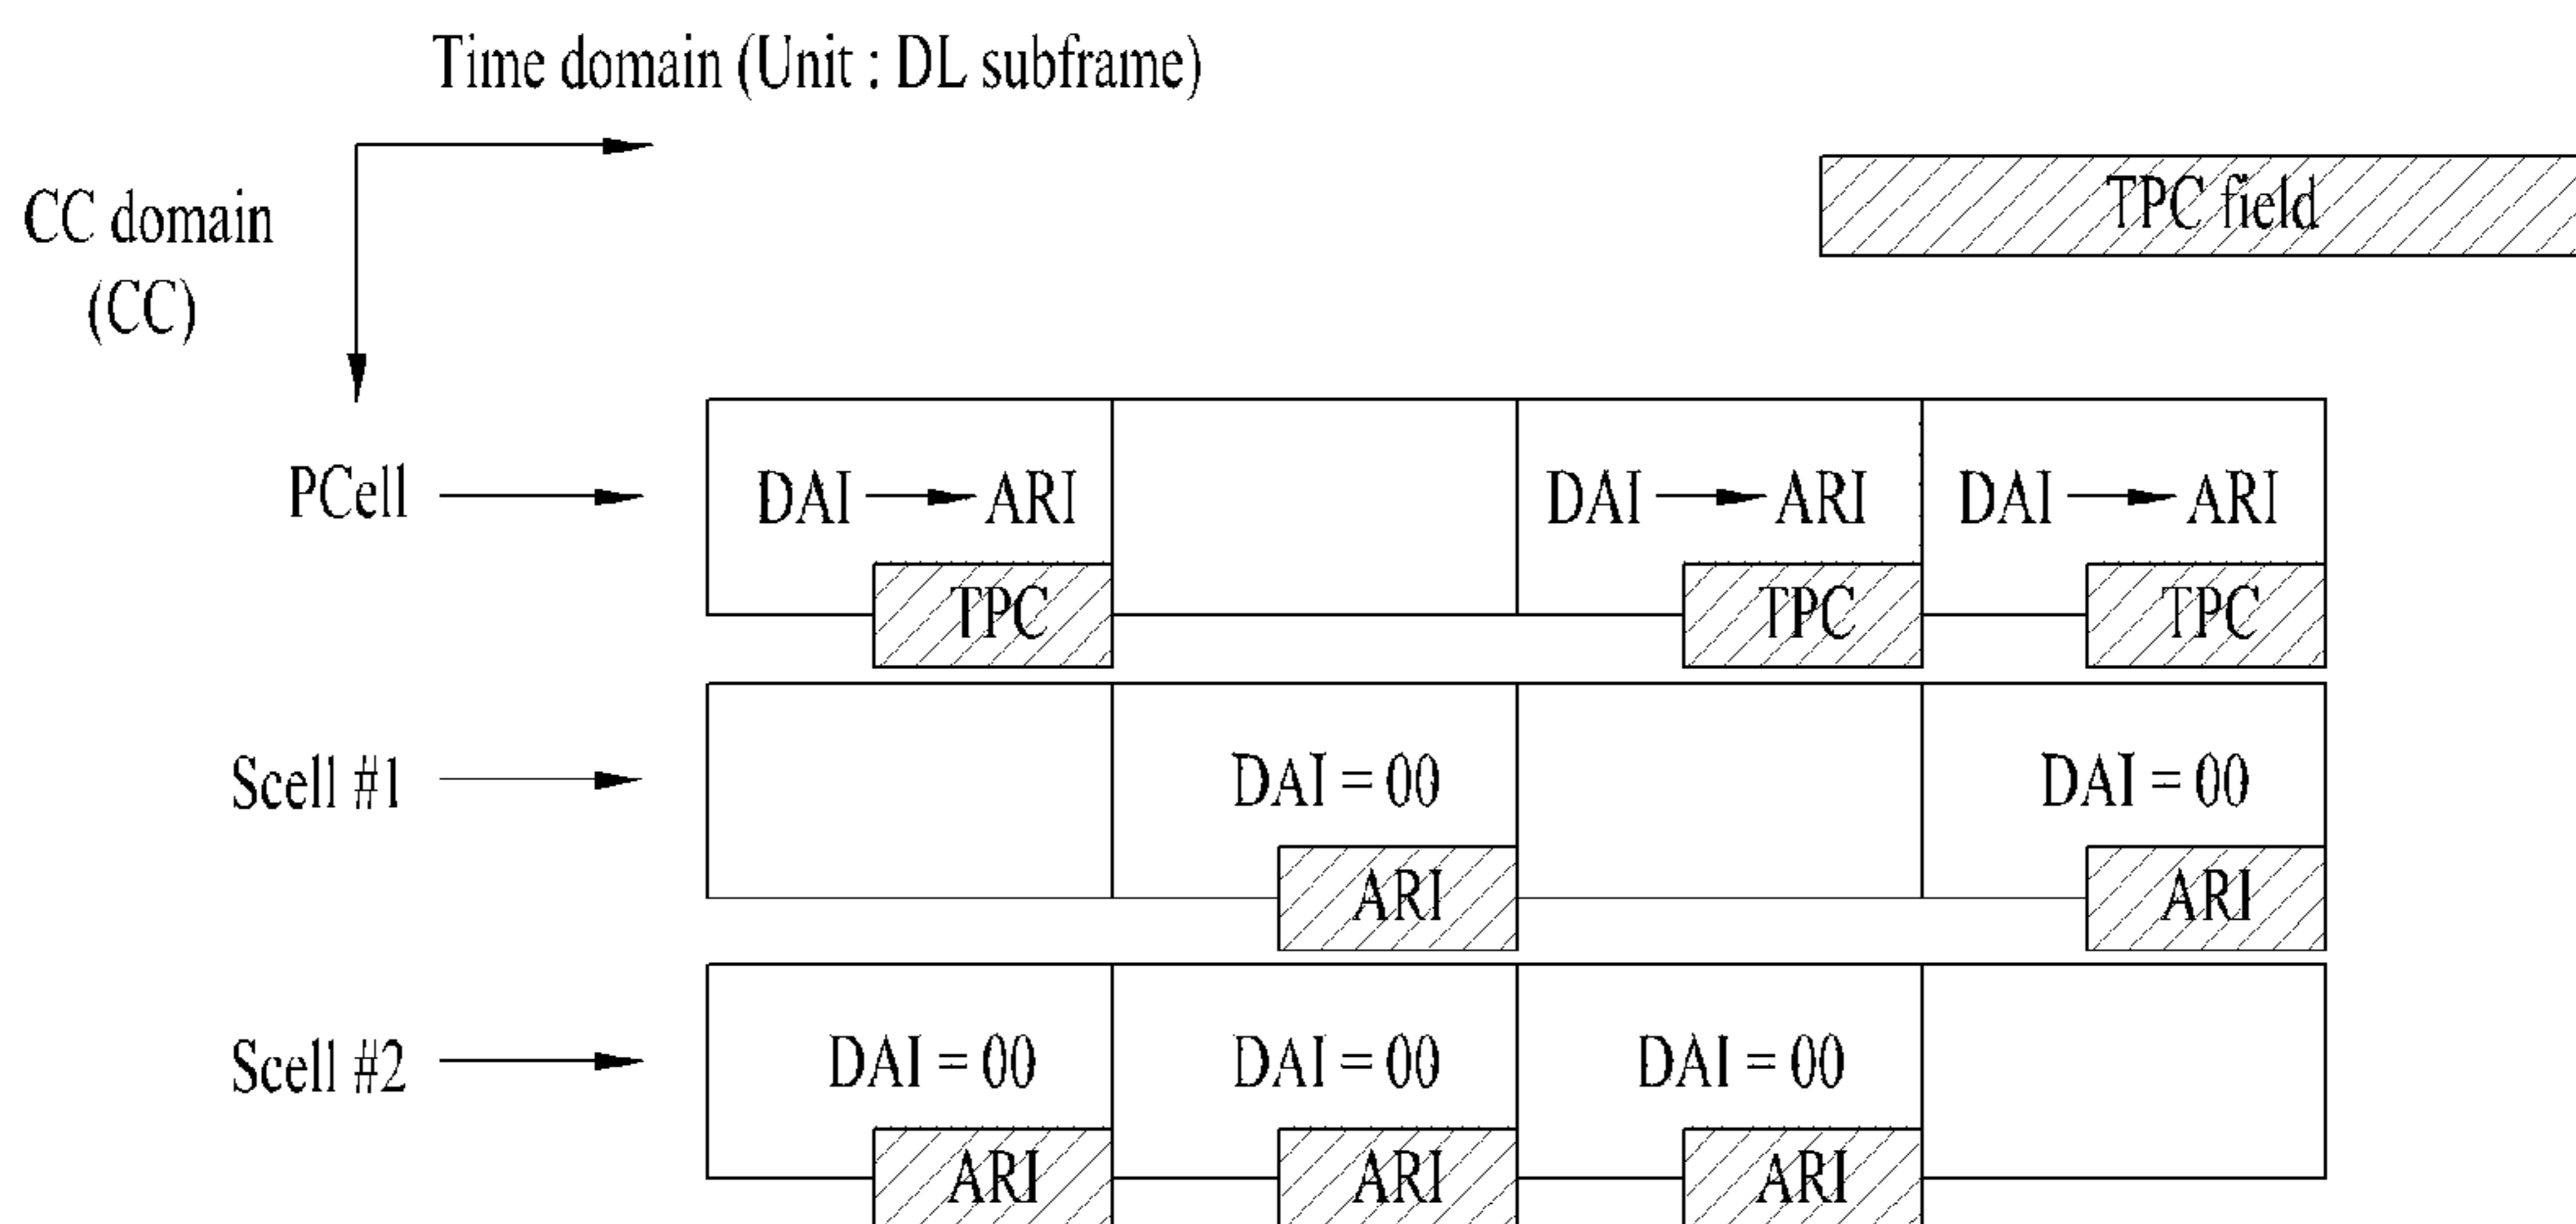 Time domain (Unit : DL subframe)
CC domain
(CC)
TPC field
PCell
DAI ARI
DAI ARI
DAI ARI
TPC
TPC
TPC
Scell #1
DAI = 00
DAI = 00
ARI
ARI
Scell #2
DAI = 00
DAI = 00
DAI = 00
ARI
ARI
ARI